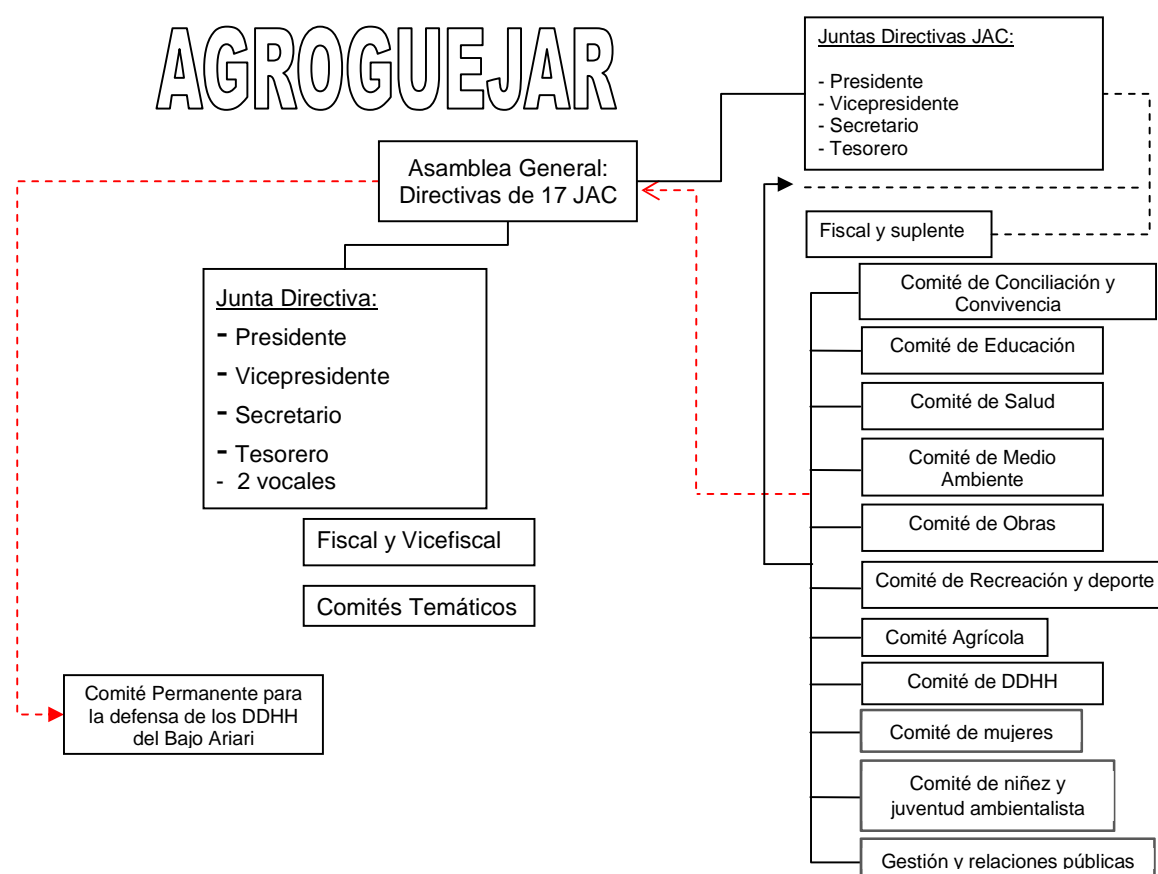 AGROGUEJAR
Asamblea General:
Directivas de 17 JAC
Junta Directiva:
- Presidente
- Vicepresidente
- Secretario
- Tesorero
- 2 vocales
Fiscal y Vicefiscal
Comités Temáticos
Comité Permanente para
la defensa de los DDHH
del Bajo Ariari
Juntas Directivas JAC:
- Presidente
- Vicepresidente
- Secretario
- Tesorero
Fiscal y suplente
Comité de Conciliación y
Convivencia
Comité de Educación
Comité de Salud
Comité de Medio
Ambiente
Comité de Obras
Comité de Recreación y deporte
Comité Agrícola
Comité de DDHH
Comité de mujeres
Comité de niñez y
juventud ambientalista
Gestión y relaciones públicas